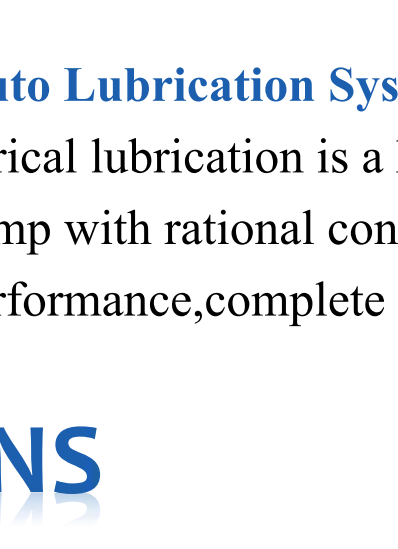 uto Lubrication Sys
rical lubrication is a
mp with rational con
rformance,complete
NS